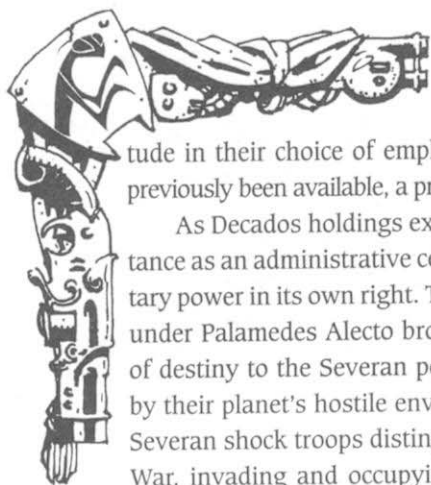 tude in their choice of empl
previously been available, a pr
As Decados holdings ex
tance as an administrative ce
tary power in its own right. T
under Palamedes Alecto bro
of destiny to the Severan pe
by their planet's hostile env
Severan shock troops distin
War, invading and occupyi